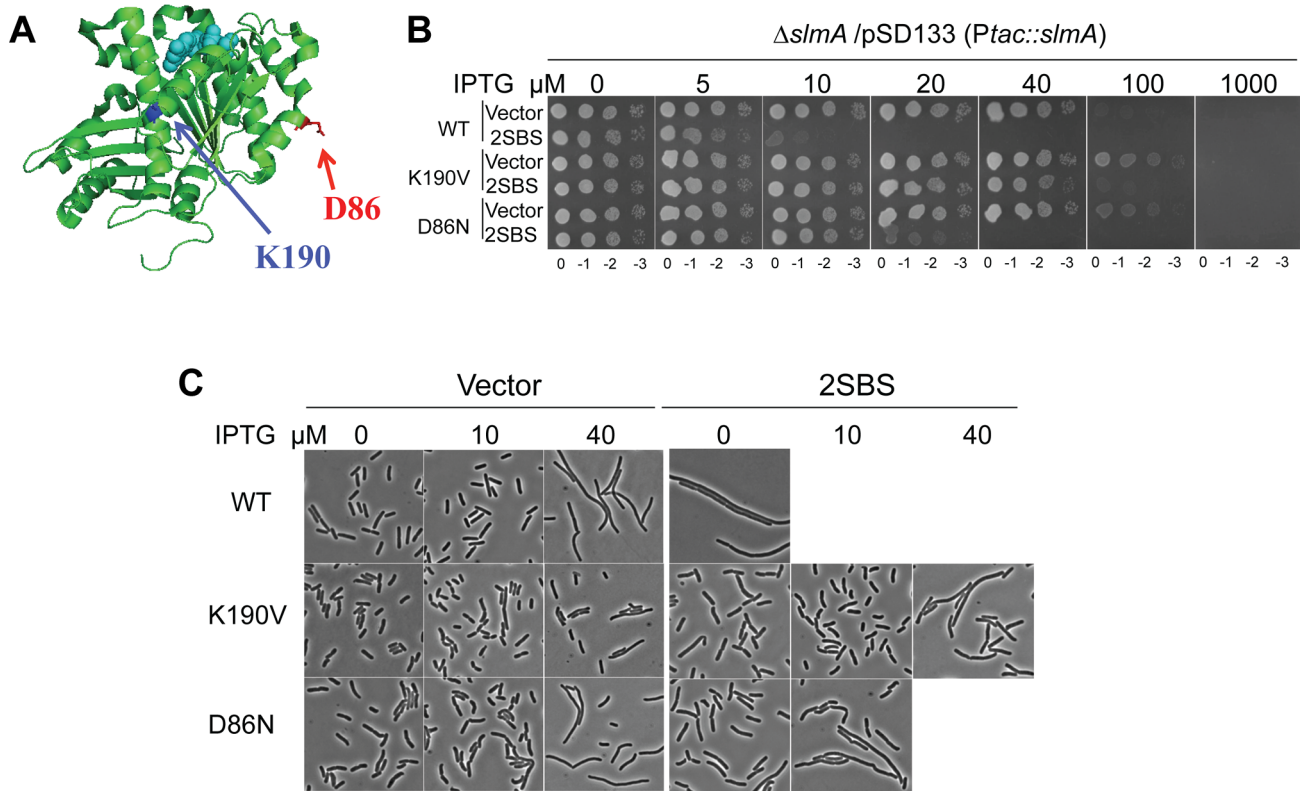 A
D86
K190
B
ΔslmA /pSD133 (Ptac::slmA)
IPTG μM 0 5 10 20 40 100 1000
WT
Vector
2SBS
K190V
Vector
2SBS
D86N
Vector
2SBS
0 -1 -2 -3 0 -1 -2 -3 0 -1 -2 -3 0 -1 -2 -3 0 -1 -2 -3 0 -1 -2 -3 0 -1 -2 -3
C
Vector 2SBS
IPTG μM 0 10 40 0 10 40
WT
K190V
D86N